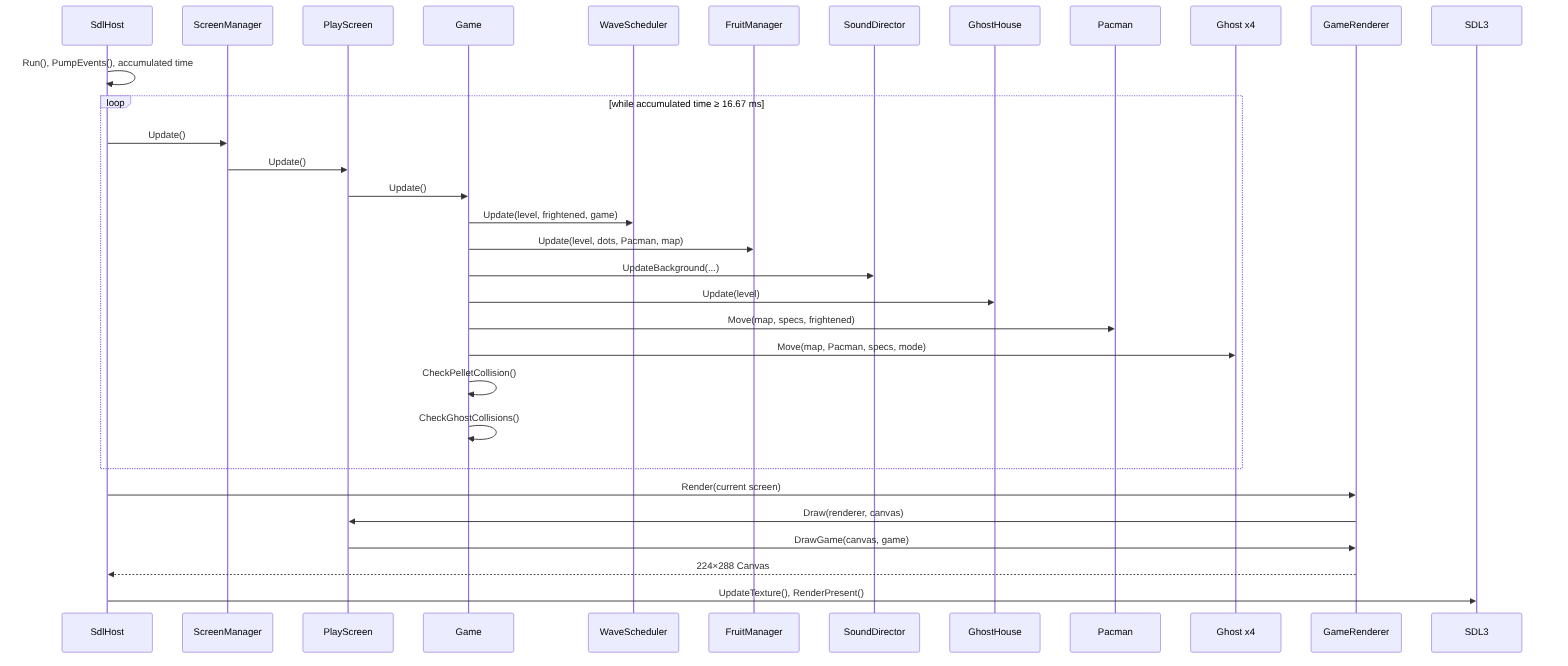 SdlHost ScreenManager PlayScreen Game WaveScheduler FruitManager SoundDirector GhostHouse Pacman Ghost x4 GameRenderer SDL3
Run(), PumpEvents(), accumulated time
loop [while accumulated time ≥ 16.67 ms]
Update()
Update()
Update()
Update(level, frightened, game)
Update(level, dots, Pacman, map)
UpdateBackground(...)
Update(level)
Move(map, specs, frightened)
Move(map, Pacman, specs, mode)
CheckPelletCollision()
CheckGhostCollisions()
Render(current screen)
Draw(renderer, canvas)
DrawGame(canvas, game)
224×288 Canvas
UpdateTexture(), RenderPresent()
SdlHost ScreenManager PlayScreen Game WaveScheduler FruitManager SoundDirector GhostHouse Pacman Ghost x4 GameRenderer SDL3